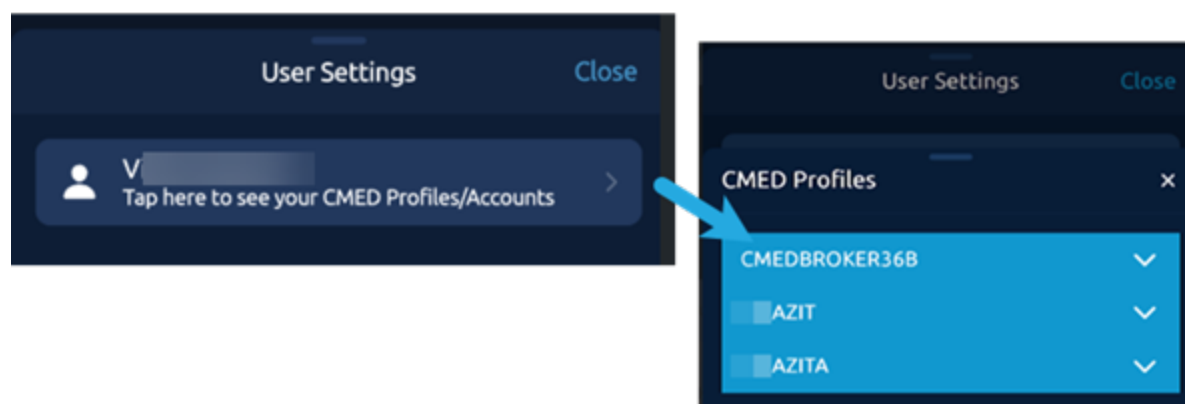 User Settings Close
V
Tap here to see your CMED Profiles/Accounts
User Settings Close
CMED Profiles ×
CMEDBROKER36B
AZIT
AZITA